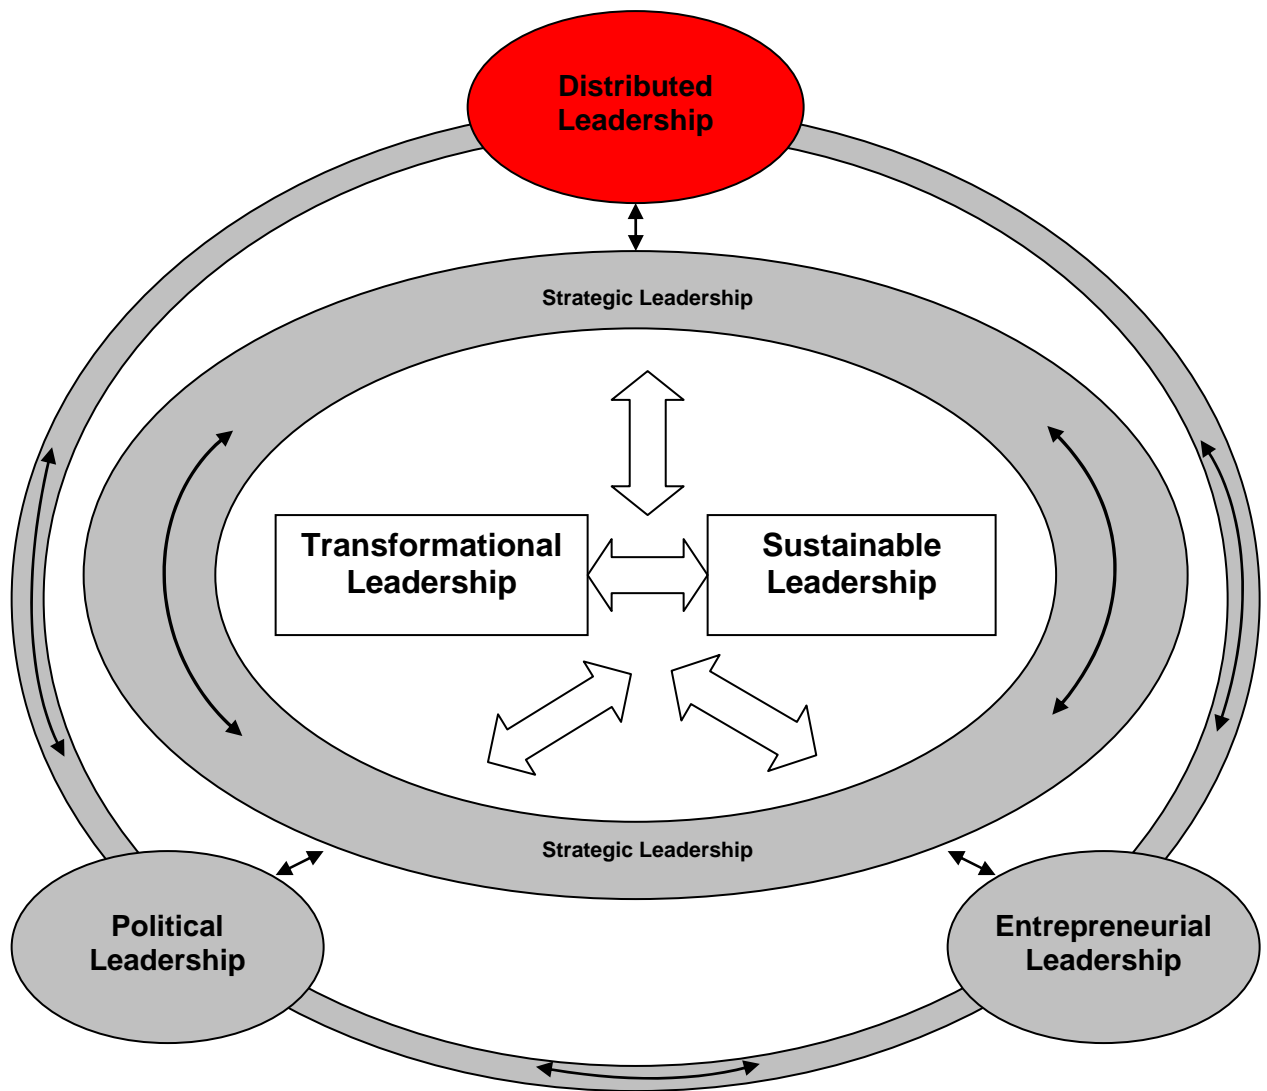 Distributed
Leadership
Strategic Leadership
Transformational
Leadership
Sustainable
Leadership
Strategic Leadership
Political
Leadership
Entrepreneurial
Leadership